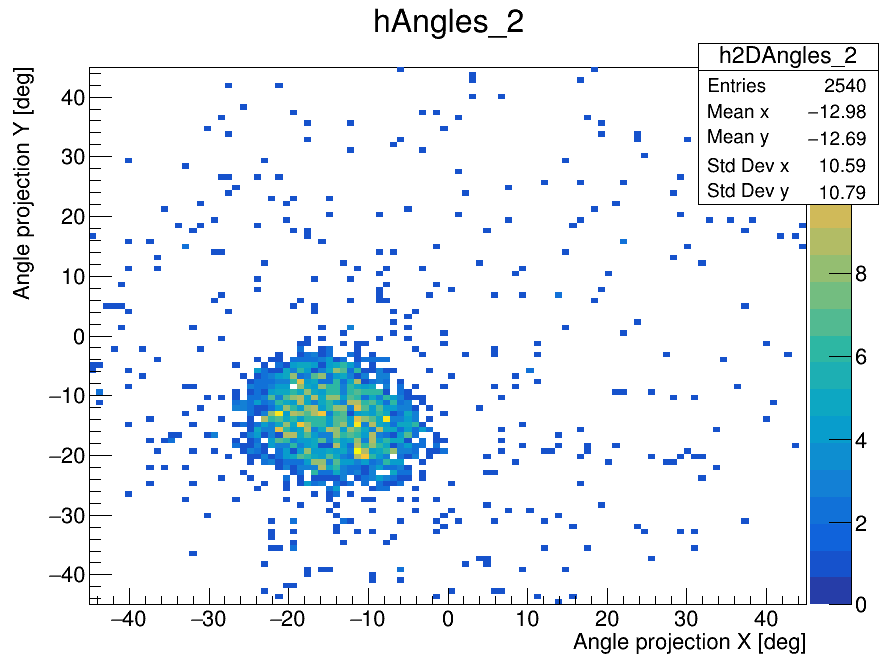 hAngles_2
h2DAngles_2
Entries 2540
Mean x −12.98
Mean y −12.69
Std Dev x 10.59
Std Dev y 10.79
Angle projection Y [deg]
40
30
20
10
0
−10
−20
−30
−40
−40 −30 −20 −10 0 10 20 30 40
Angle projection X [deg]
8
6
4
2
0